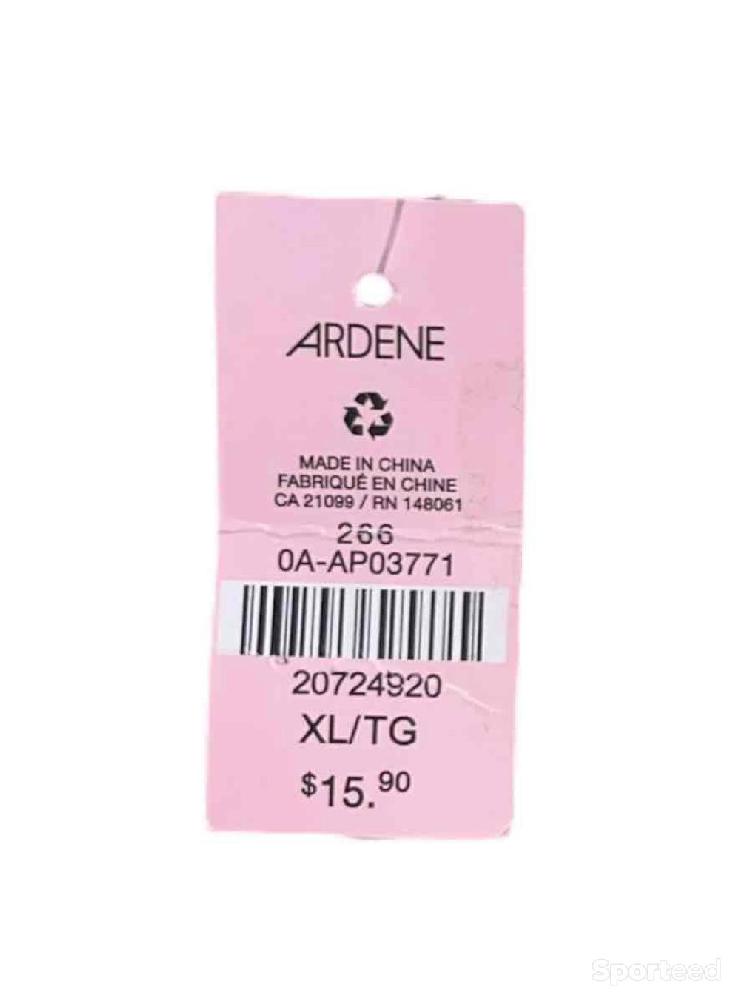 ARDENE
MADE IN CHINA
FABRIQUÉ EN CHINE
CA 21099 / RN 148061
266
0A-AP03771
20724920
XL/TG
$15.90
Sporteed